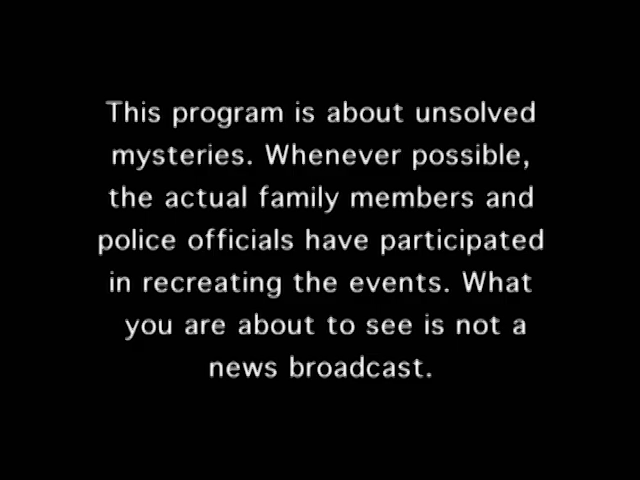 This program is about unsolved
mysteries. Whenever possible,
the actual family members and
police officials have participated
in recreating the events. What
you are about to see is not a
news broadcast.